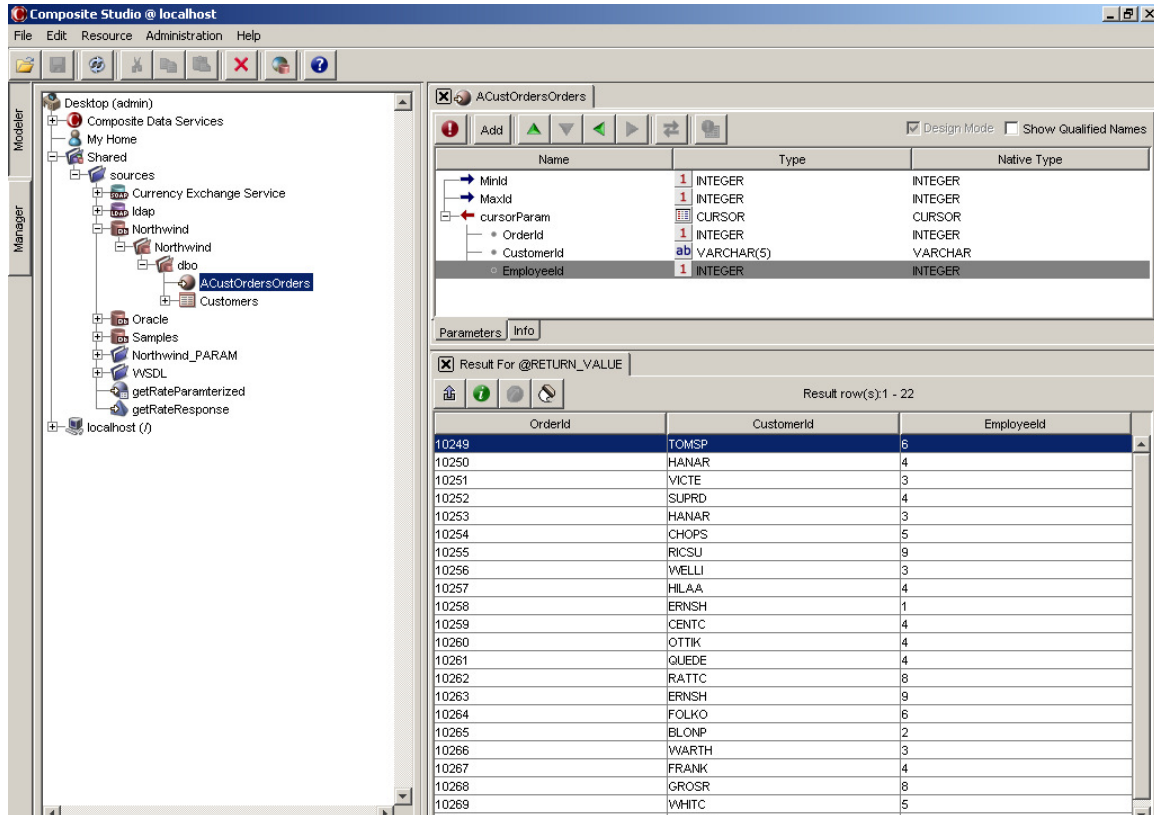 Composite Studio @ localhost
File Edit Resource Administration Help
Modeler
Manager
Desktop (admin)
Composite Data Services
My Home
Shared
sources
Currency Exchange Service
ldap
Northwind
Northwind
dbo
ACustOrdersOrders
Customers
Oracle
Samples
Northwind_PARAM
WSDL
getRateParamterized
getRateResponse
localhost (/)
ACustOrdersOrders
Add Design Mode Show Qualified Names
Name Type Native Type
MinId 1 INTEGER INTEGER
MaxId 1 INTEGER INTEGER
cursorParam CURSOR CURSOR
OrderId 1 INTEGER INTEGER
CustomerId ab VARCHAR(5) VARCHAR
EmployeeId 1 INTEGER INTEGER
Parameters Info
Result For @RETURN_VALUE
Result row(s):1 - 22
OrderId CustomerId EmployeeId
10249 TOMSP 6
10250 HANAR 4
10251 VICTE 3
10252 SUPRD 4
10253 HANAR 3
10254 CHOPS 5
10255 RICSU 9
10256 WELLI 3
10257 HILAA 4
10258 ERNSH 1
10259 CENTC 4
10260 OTTIK 4
10261 QUEDE 4
10262 RATTC 8
10263 ERNSH 9
10264 FOLKO 6
10265 BLONP 2
10266 WARTH 3
10267 FRANK 4
10268 GROSR 8
10269 WHITC 5